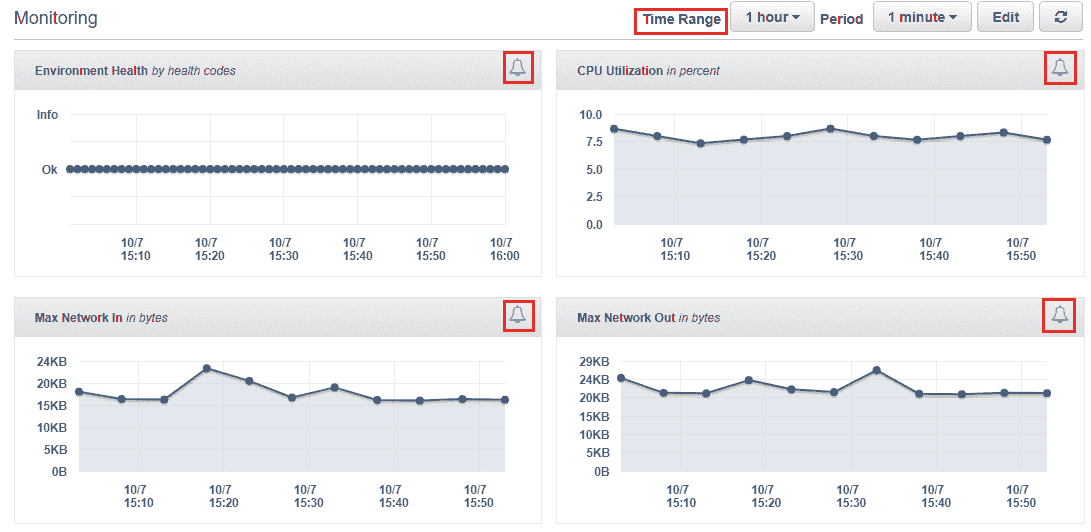 Monitoring
Time Range 1 hour Period 1 minute Edit
Environment Health by health codes
Info
Ok
10/7 10/7 10/7 10/7 10/7 10/7
15:10 15:20 15:30 15:40 15:50 16:00
CPU Utilization in percent
10.0
7.5
5.0
2.5
0.0
10/7 10/7 10/7 10/7 10/7
15:10 15:20 15:30 15:40 15:50
Max Network In in bytes
24KB
20KB
15KB
10KB
5KB
0B
10/7 10/7 10/7 10/7 10/7
15:10 15:20 15:30 15:40 15:50
Max Network Out in bytes
29KB
24KB
20KB
15KB
10KB
5KB
0B
10/7 10/7 10/7 10/7 10/7
15:10 15:20 15:30 15:40 15:50